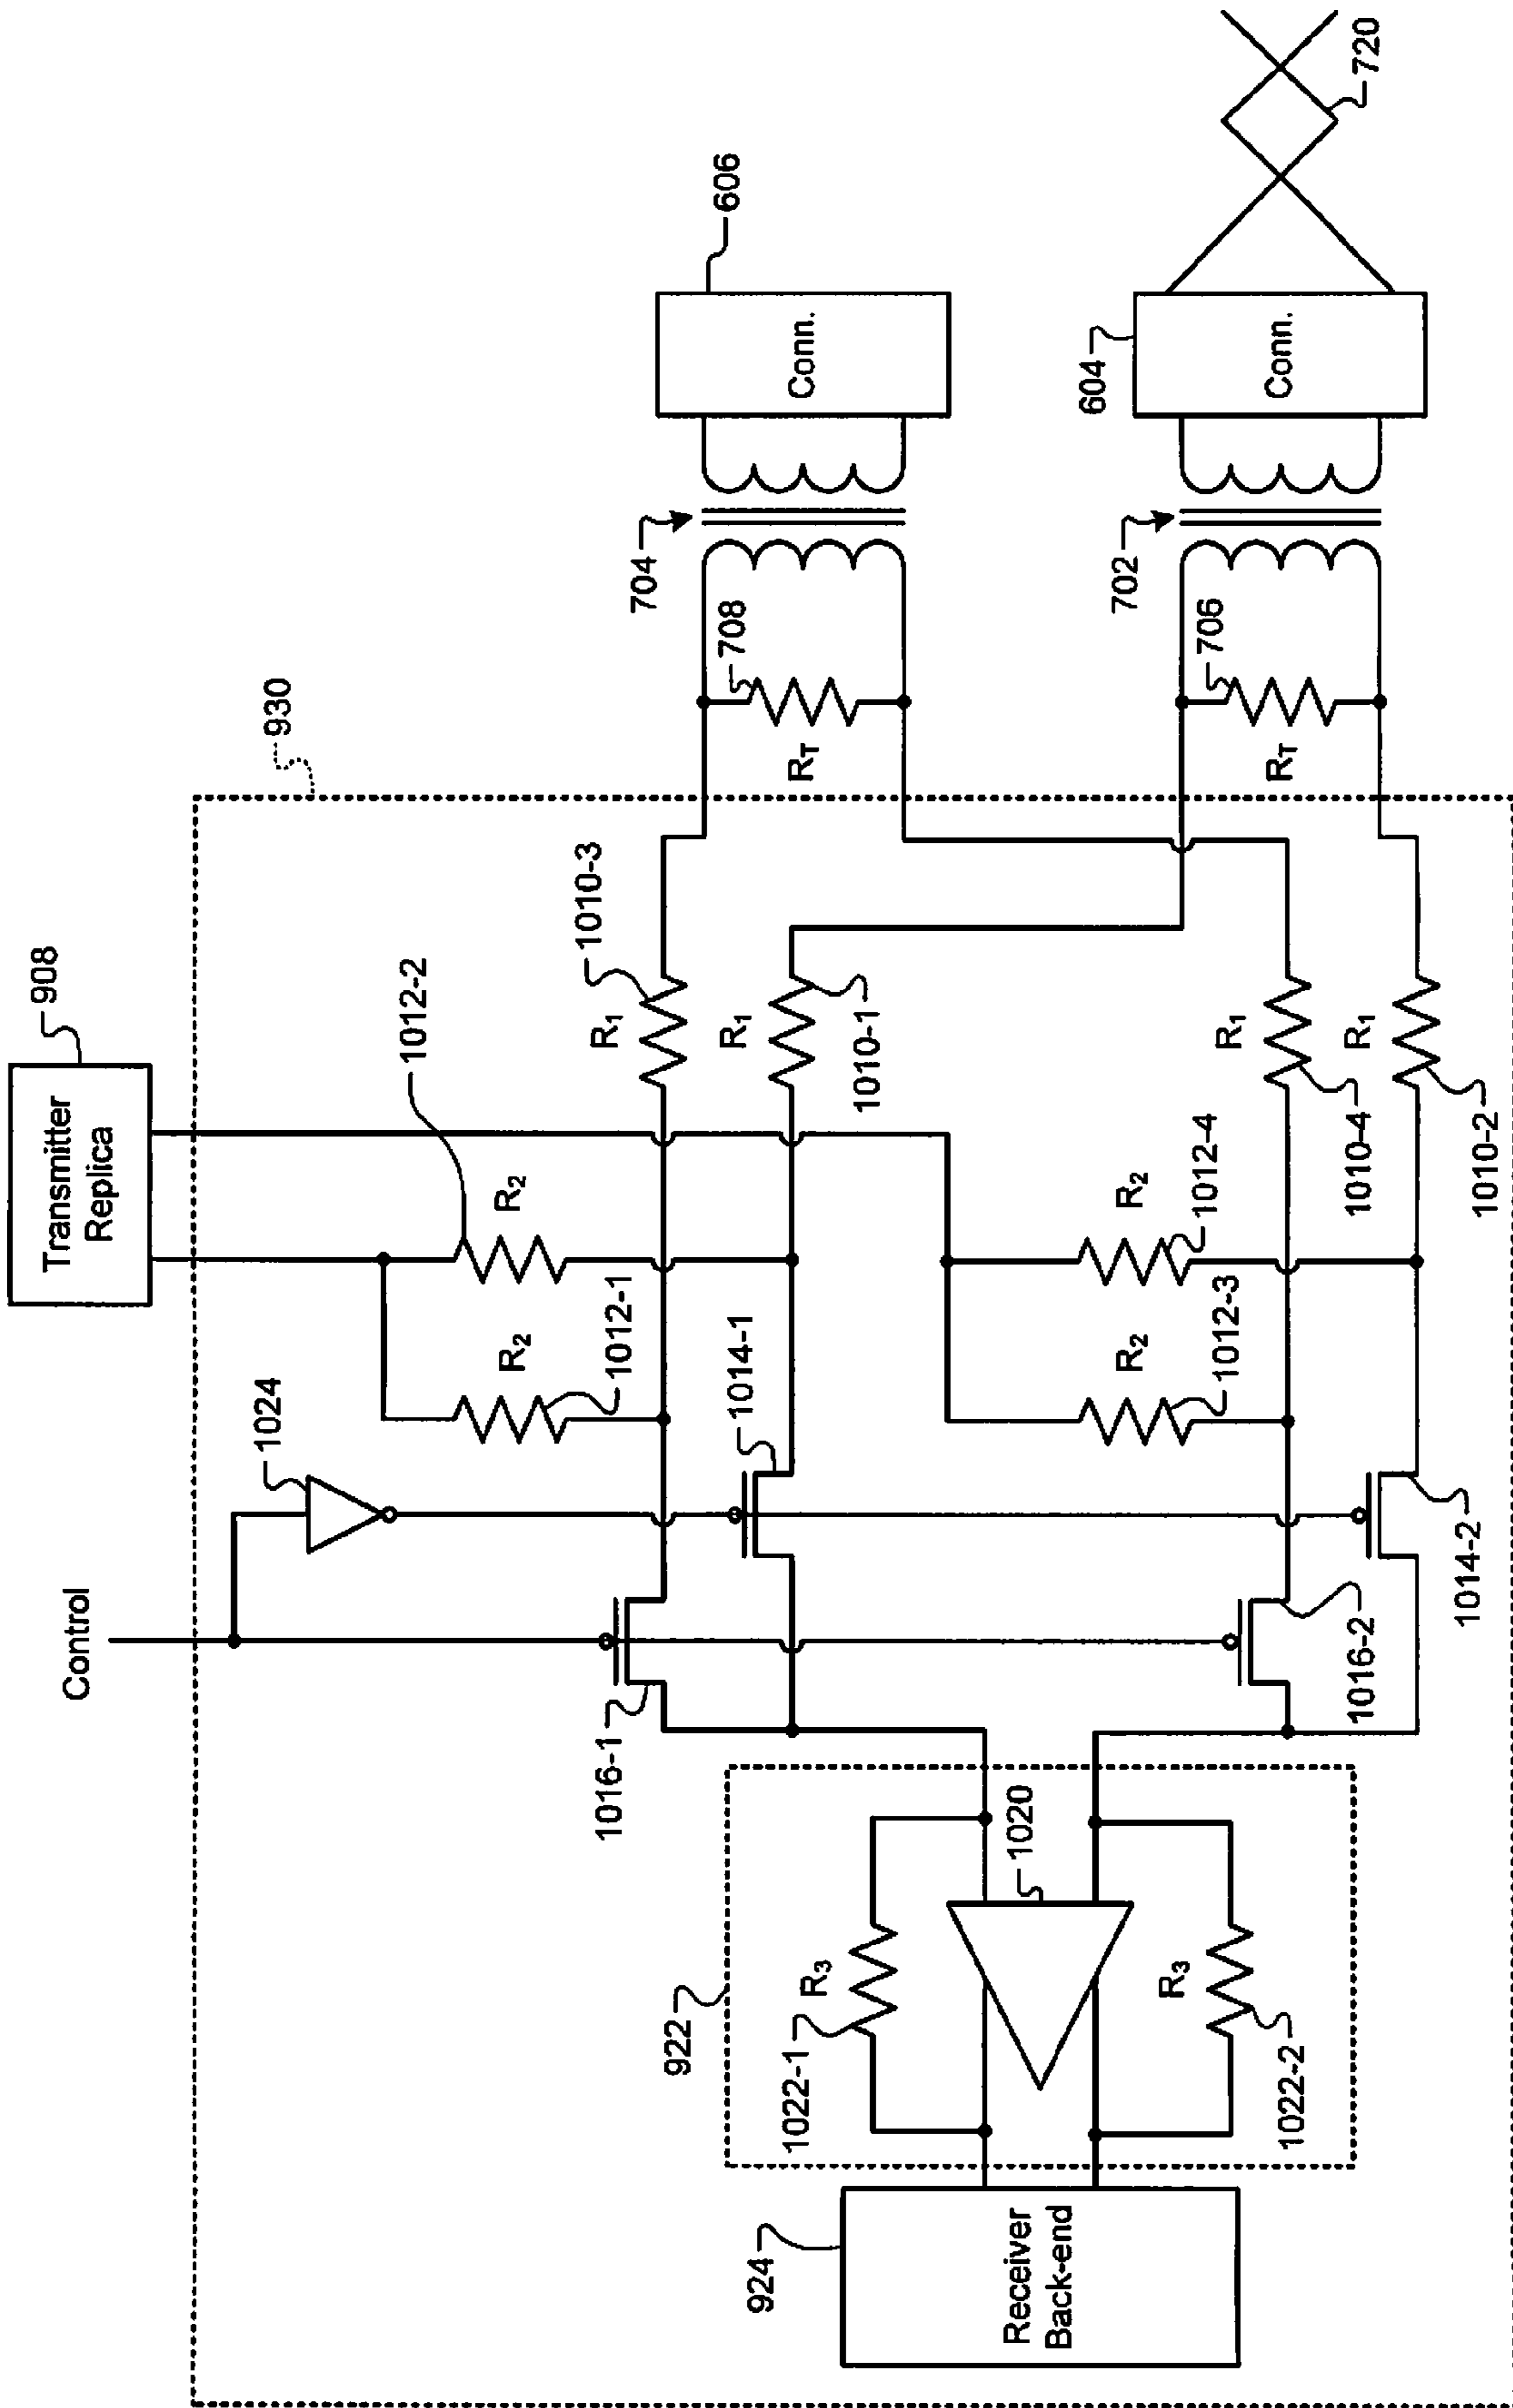 Control
1024
Transmitter
Replica
908
930
1012-2
R2
1012-1
R2
1014-1
1016-1
1010-3
R1
R1
1010-1
704
708
RT
606
Conn.
922
1022-1
R3
1020
R3
1022-2
924
Receiver
Back-end
1016-2
1014-2
R2
1012-4
R2
1012-3
R1
1010-4
R1
1010-2
702
706
RT
604
Conn.
720